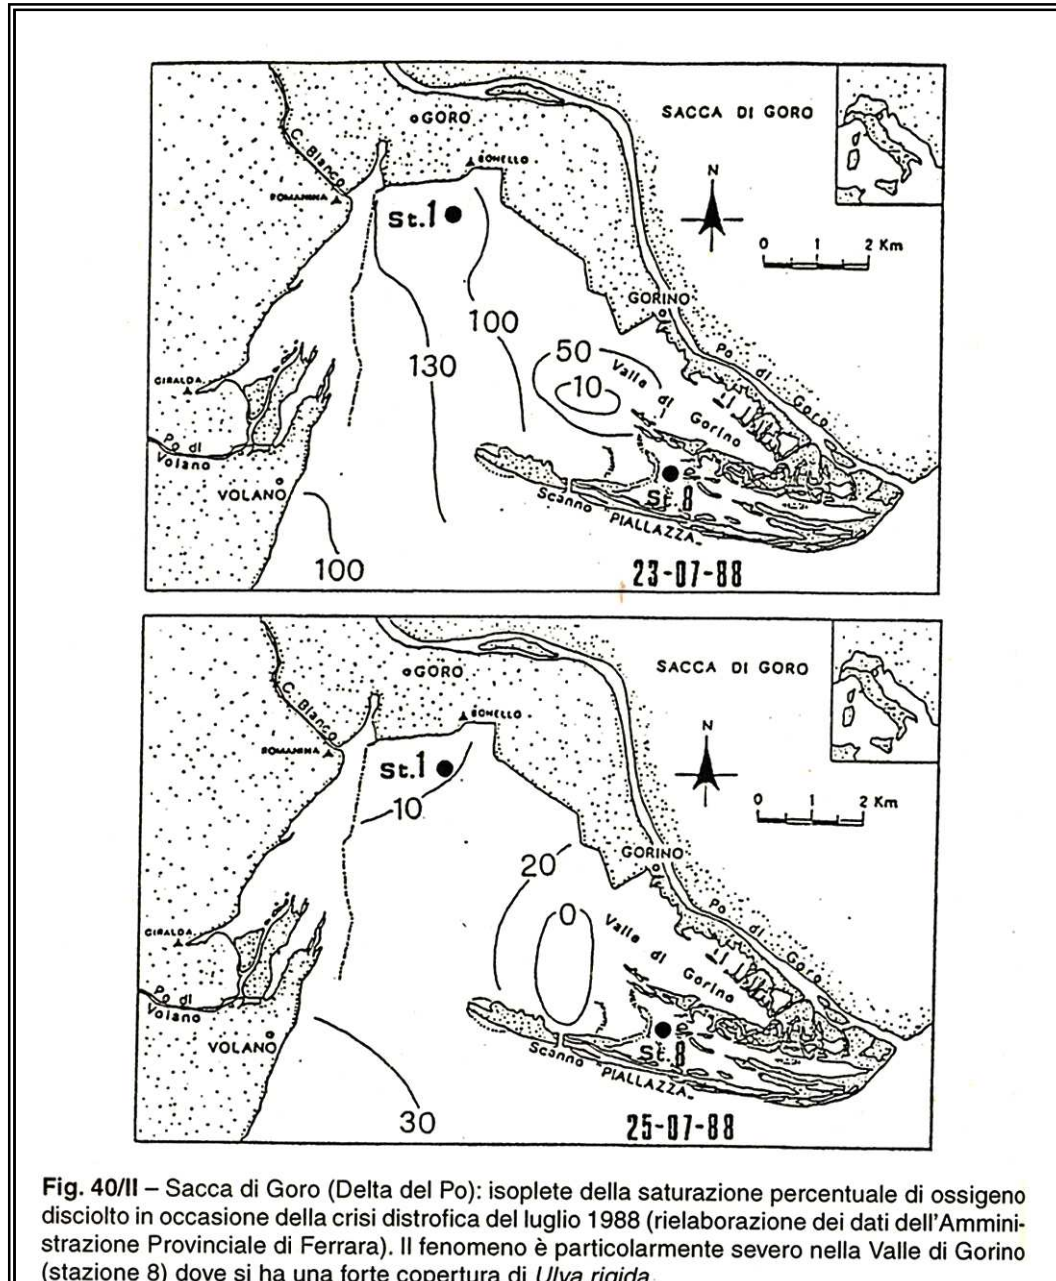 SACCA DI GORO
GORO
C. Bianco
BONELLO
ROMANINA
St.1
N
0 1 2 Km
GORINO
100
50
130
10
Valle di Gorino
Po di Goro
GIRALDA
Po di Volano
VOLANO
St.8
Scanno "PIALLAZZA"
100
23-07-88
SACCA DI GORO
GORO
C. Bianco
BONELLO
ROMANINA
St.1
N
10
0 1 2 Km
GORINO
20
0
Valle di Gorino
Po di Goro
GIRALDA
Po di Volano
VOLANO
St.8
Scanno "PIALLAZZA"
30
25-07-88
Fig. 40/II – Sacca di Goro (Delta del Po): isoplete della saturazione percentuale di ossigeno
disciolto in occasione della crisi distrofica del luglio 1988 (rielaborazione dei dati dell'Ammini-
strazione Provinciale di Ferrara). Il fenomeno è particolarmente severo nella Valle di Gorino
(stazione 8) dove si ha una forte copertura di Ulva rigida.